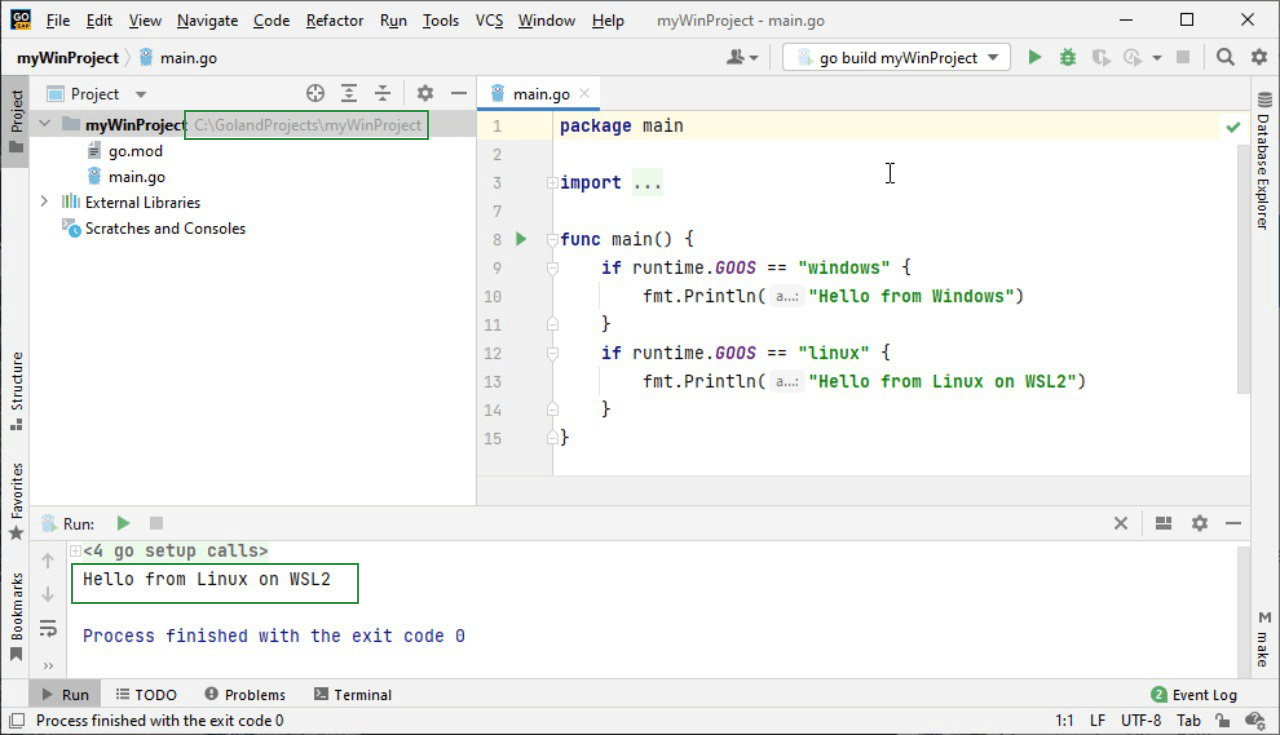 GO
EAP
File Edit View Navigate Code Refactor Run Tools VCS Window Help myWinProject - main.go
myWinProject main.go go build myWinProject
Project
Project
main.go
myWinProject C:\GolandProjects\myWinProject
go.mod
main.go
External Libraries
Scratches and Consoles
1 package main
2
3 import ...
7
8 func main() {
9 if runtime.GOOS == "windows" {
10 fmt.Println( a...: "Hello from Windows")
11 }
12 if runtime.GOOS == "linux" {
13 fmt.Println( a...: "Hello from Linux on WSL2")
14 }
15 }
Database Explorer
Structure
Favorites
Bookmarks
Run:
<4 go setup calls>
Hello from Linux on WSL2
Process finished with the exit code 0
M make
Run TODO Problems Terminal 2 Event Log
Process finished with the exit code 0 1:1 LF UTF-8 Tab